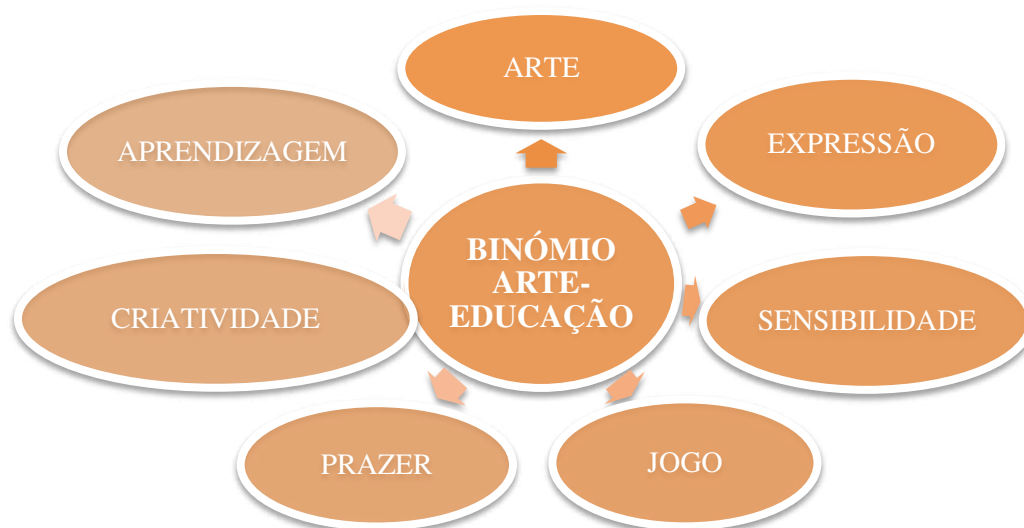 ARTE
EXPRESSÃO
APRENDIZAGEM
BINÓMIO
ARTE-
EDUCAÇÃO
CRIATIVIDADE
SENSIBILIDADE
PRAZER
JOGO